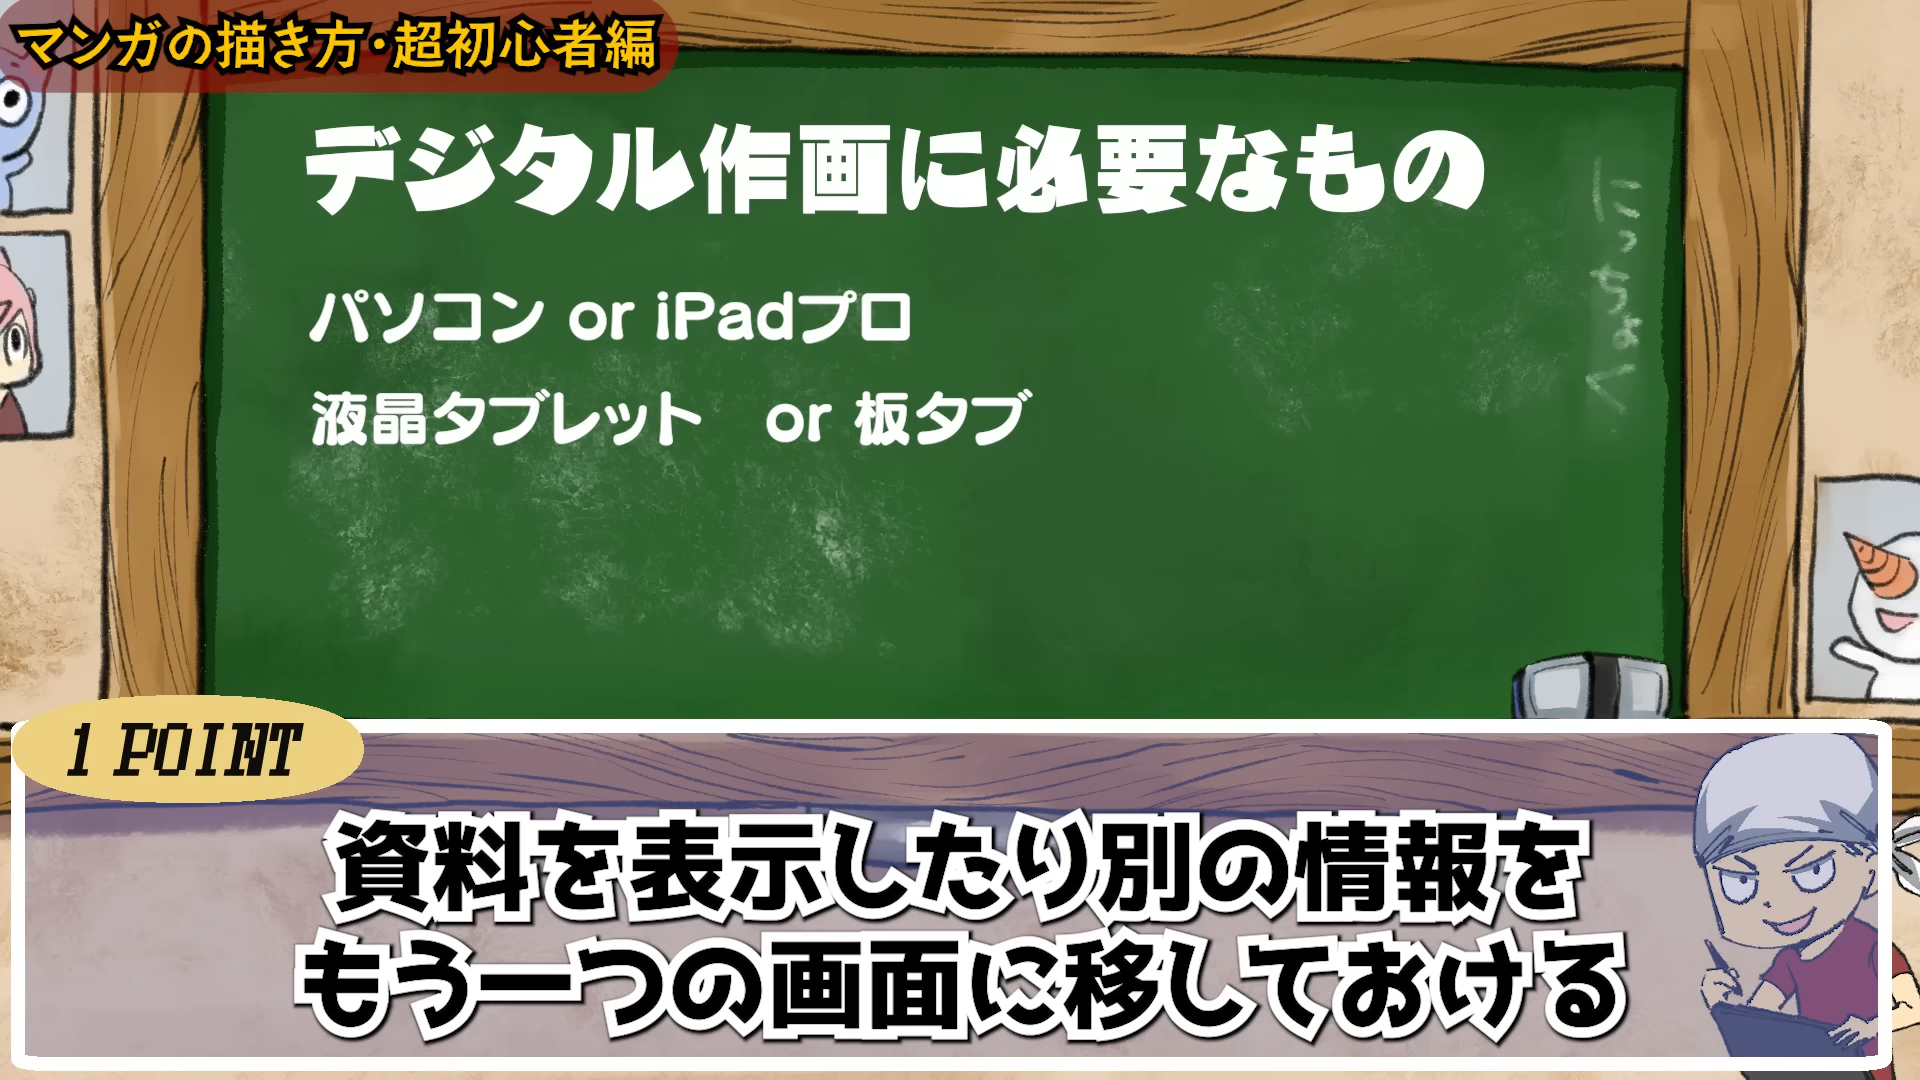 マンガの描き方・超初心者編
デジタル作画に必要なもの
パソコン or iPadプロ
液晶タブレット or 板タブ
にっちょく
1 POINT
資料を表示したり別の情報を
もう一つの画面に移しておける